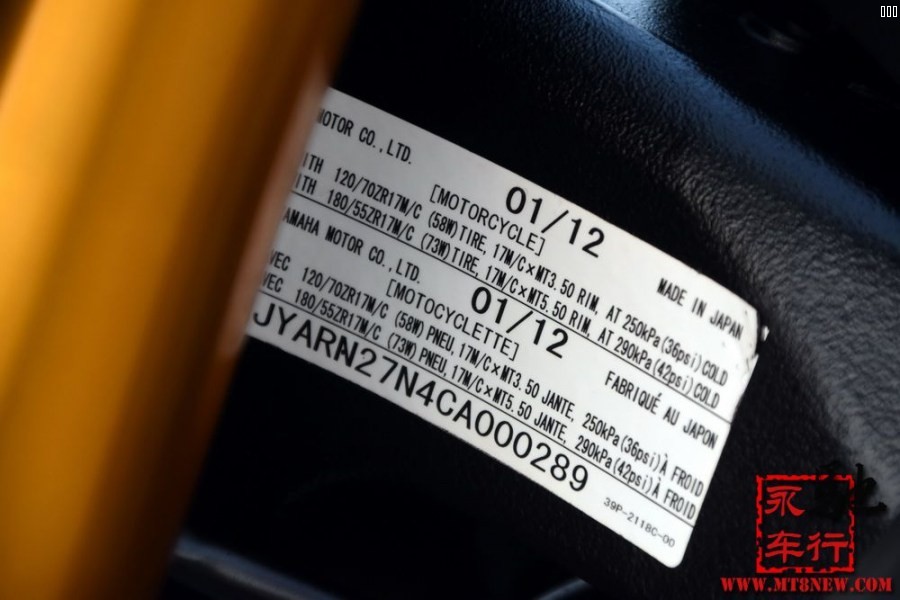 MOTOR CO.,LTD.
01/12
MADE IN JAPAN
[MOTORCYCLE]
ITH 120/70ZR17M/C (58W) TIRE, 17M/C×MT3.50 RIM, AT 250kPa(36psi)COLD
ITH 180/55ZR17M/C (73W) TIRE, 17M/C×MT5.50 RIM, AT 290kPa(42psi)COLD
AMAHA MOTOR CO.,LTD.
01/12
FABRIQUÉ AU JAPON
[MOTOCYCLETTE]
VEC 120/70ZR17M/C (58W) PNEU, 17M/C×MT3.50 JANTE, 250kPa(36psi)À FROID
VEC 180/55ZR17M/C (73W) PNEU, 17M/C×MT5.50 JANTE, 290kPa(42psi)À FROID
JYARN27N4CA000289
39P-2118C-00
永
车行
WWW.MT8NEW.COM